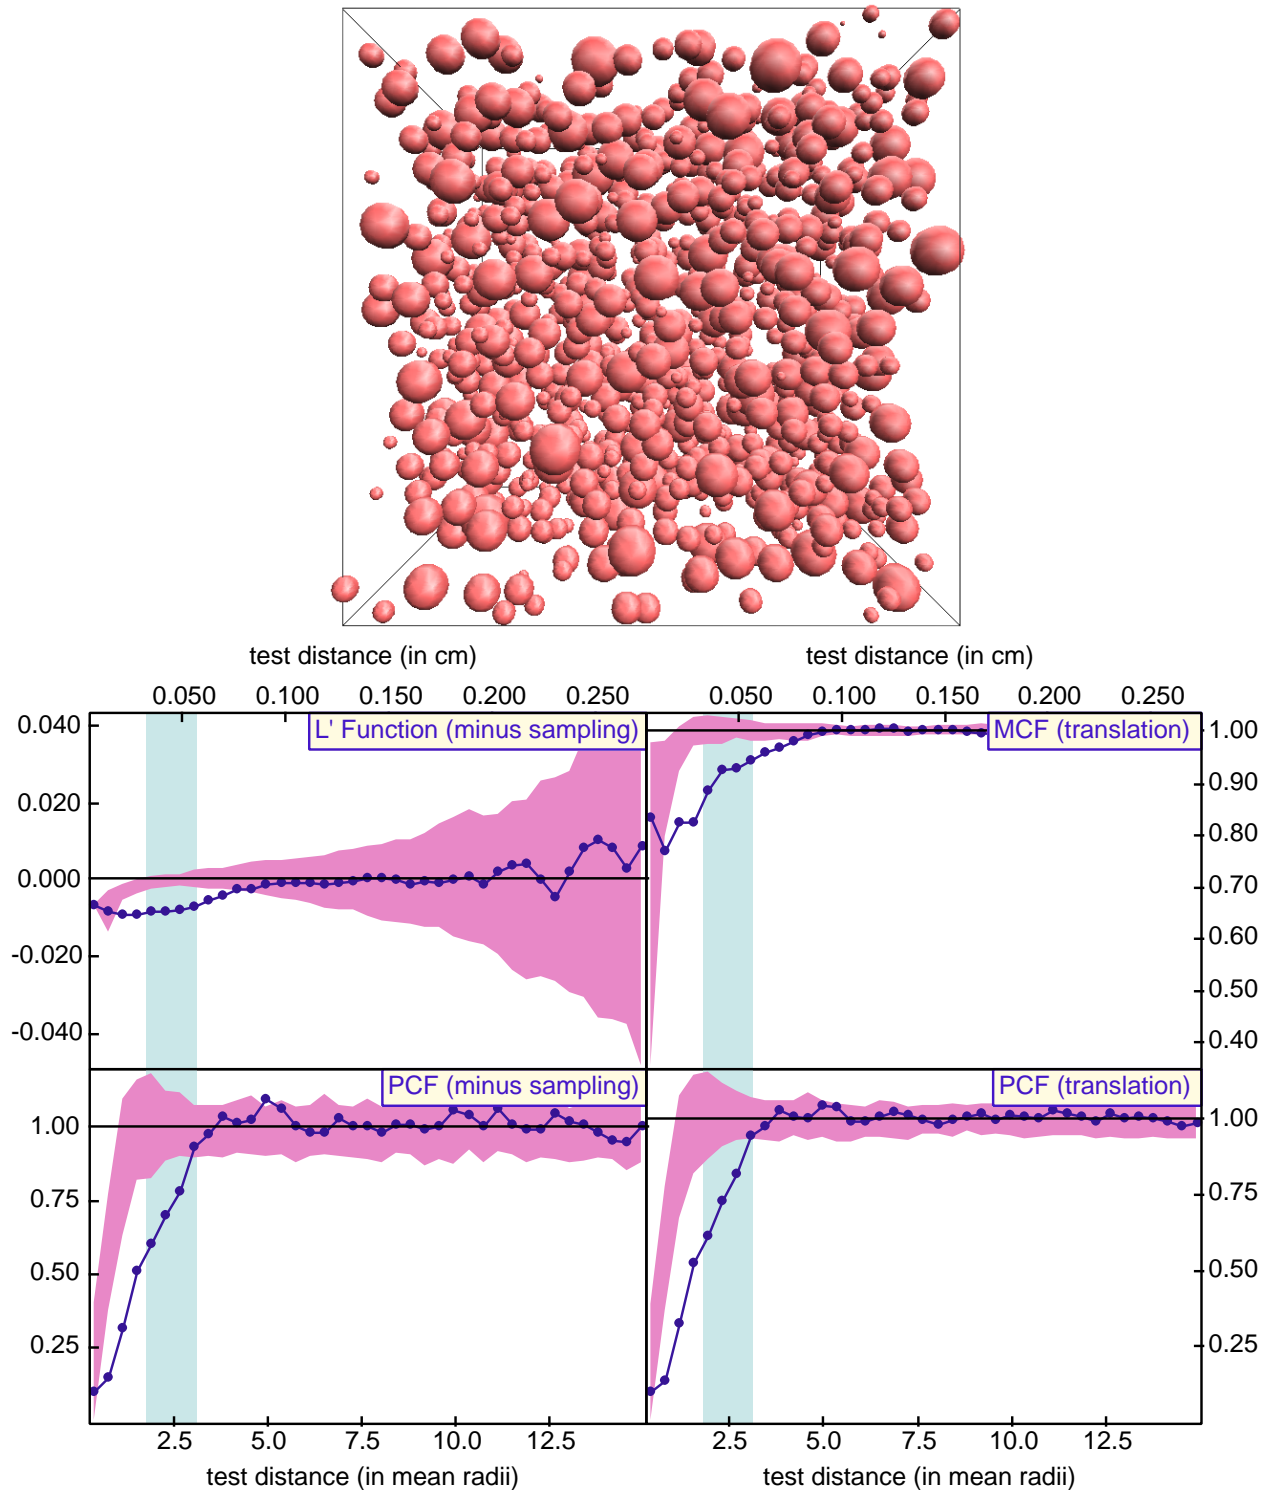 test distance (in cm) test distance (in cm)
0.050 0.100 0.150 0.200 0.250 0.050 0.100 0.150 0.200 0.250
0.040 L' Function (minus sampling) MCF (translation) 1.00
0.90
0.020
0.80
0.000 0.70
0.60
-0.020
0.50
-0.040 0.40
PCF (minus sampling) PCF (translation)
1.00 1.00
0.75 0.75
0.50 0.50
0.25 0.25
2.5 5.0 7.5 10.0 12.5 2.5 5.0 7.5 10.0 12.5
test distance (in mean radii) test distance (in mean radii)